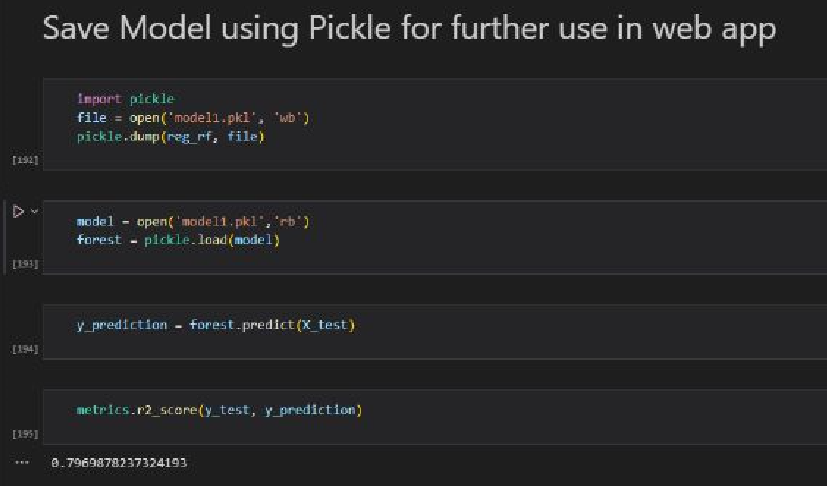 Save Model using Pickle for further use in web app
import pickle
file = open('model1.pkl', 'wb')
pickle.dump(reg_rf, file)
[192]
model = open('model1.pkl','rb')
forest = pickle.load(model)
[193]
y_prediction = forest.predict(X_test)
[194]
metrics.r2_score(y_test, y_prediction)
[195]
... 0.7969878237324193